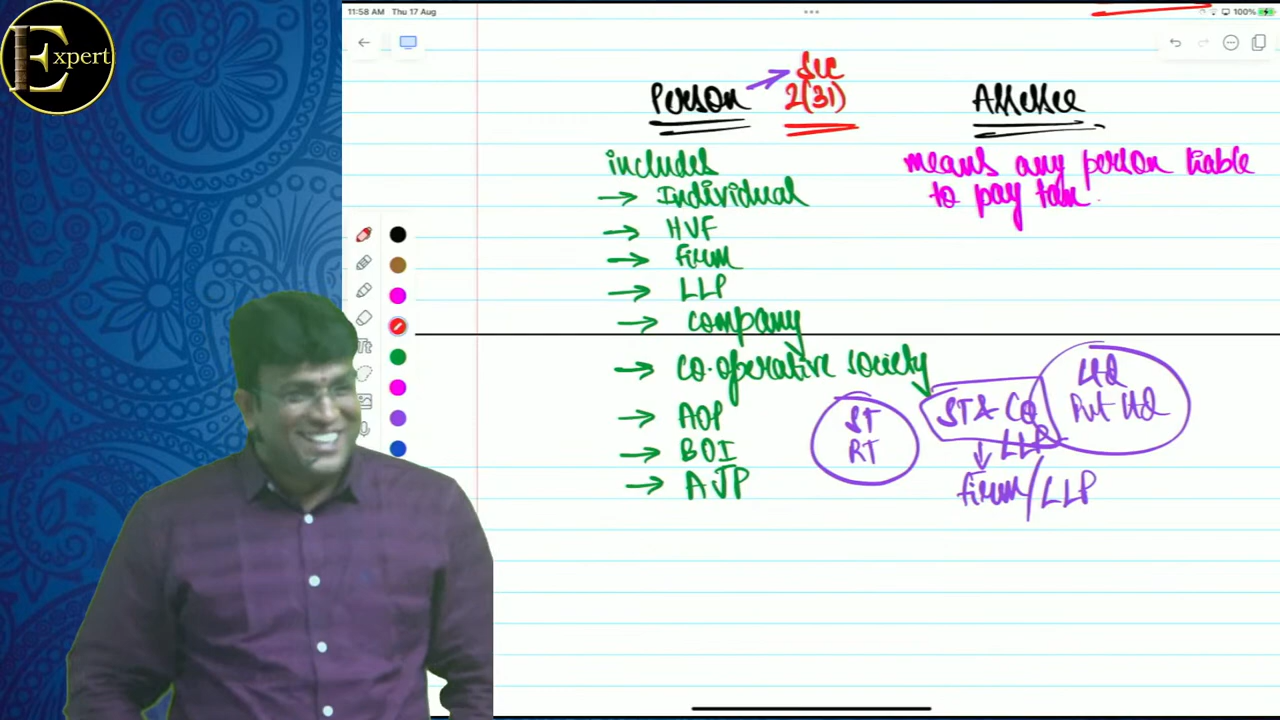 Expert
11:58 AM Thu 17 Aug
100%
Person
Sec
2(31)
Assessee
includes
→ Individual
→ HUF
→ firm
→ LLP
→ company
→ co.operative society
→ AOP
→ BOI
→ AJP
means any person liable
to pay tax.
ST
RT
ST & Co
LLP
firm/LLP
Ltd
Pvt Ltd
Tt